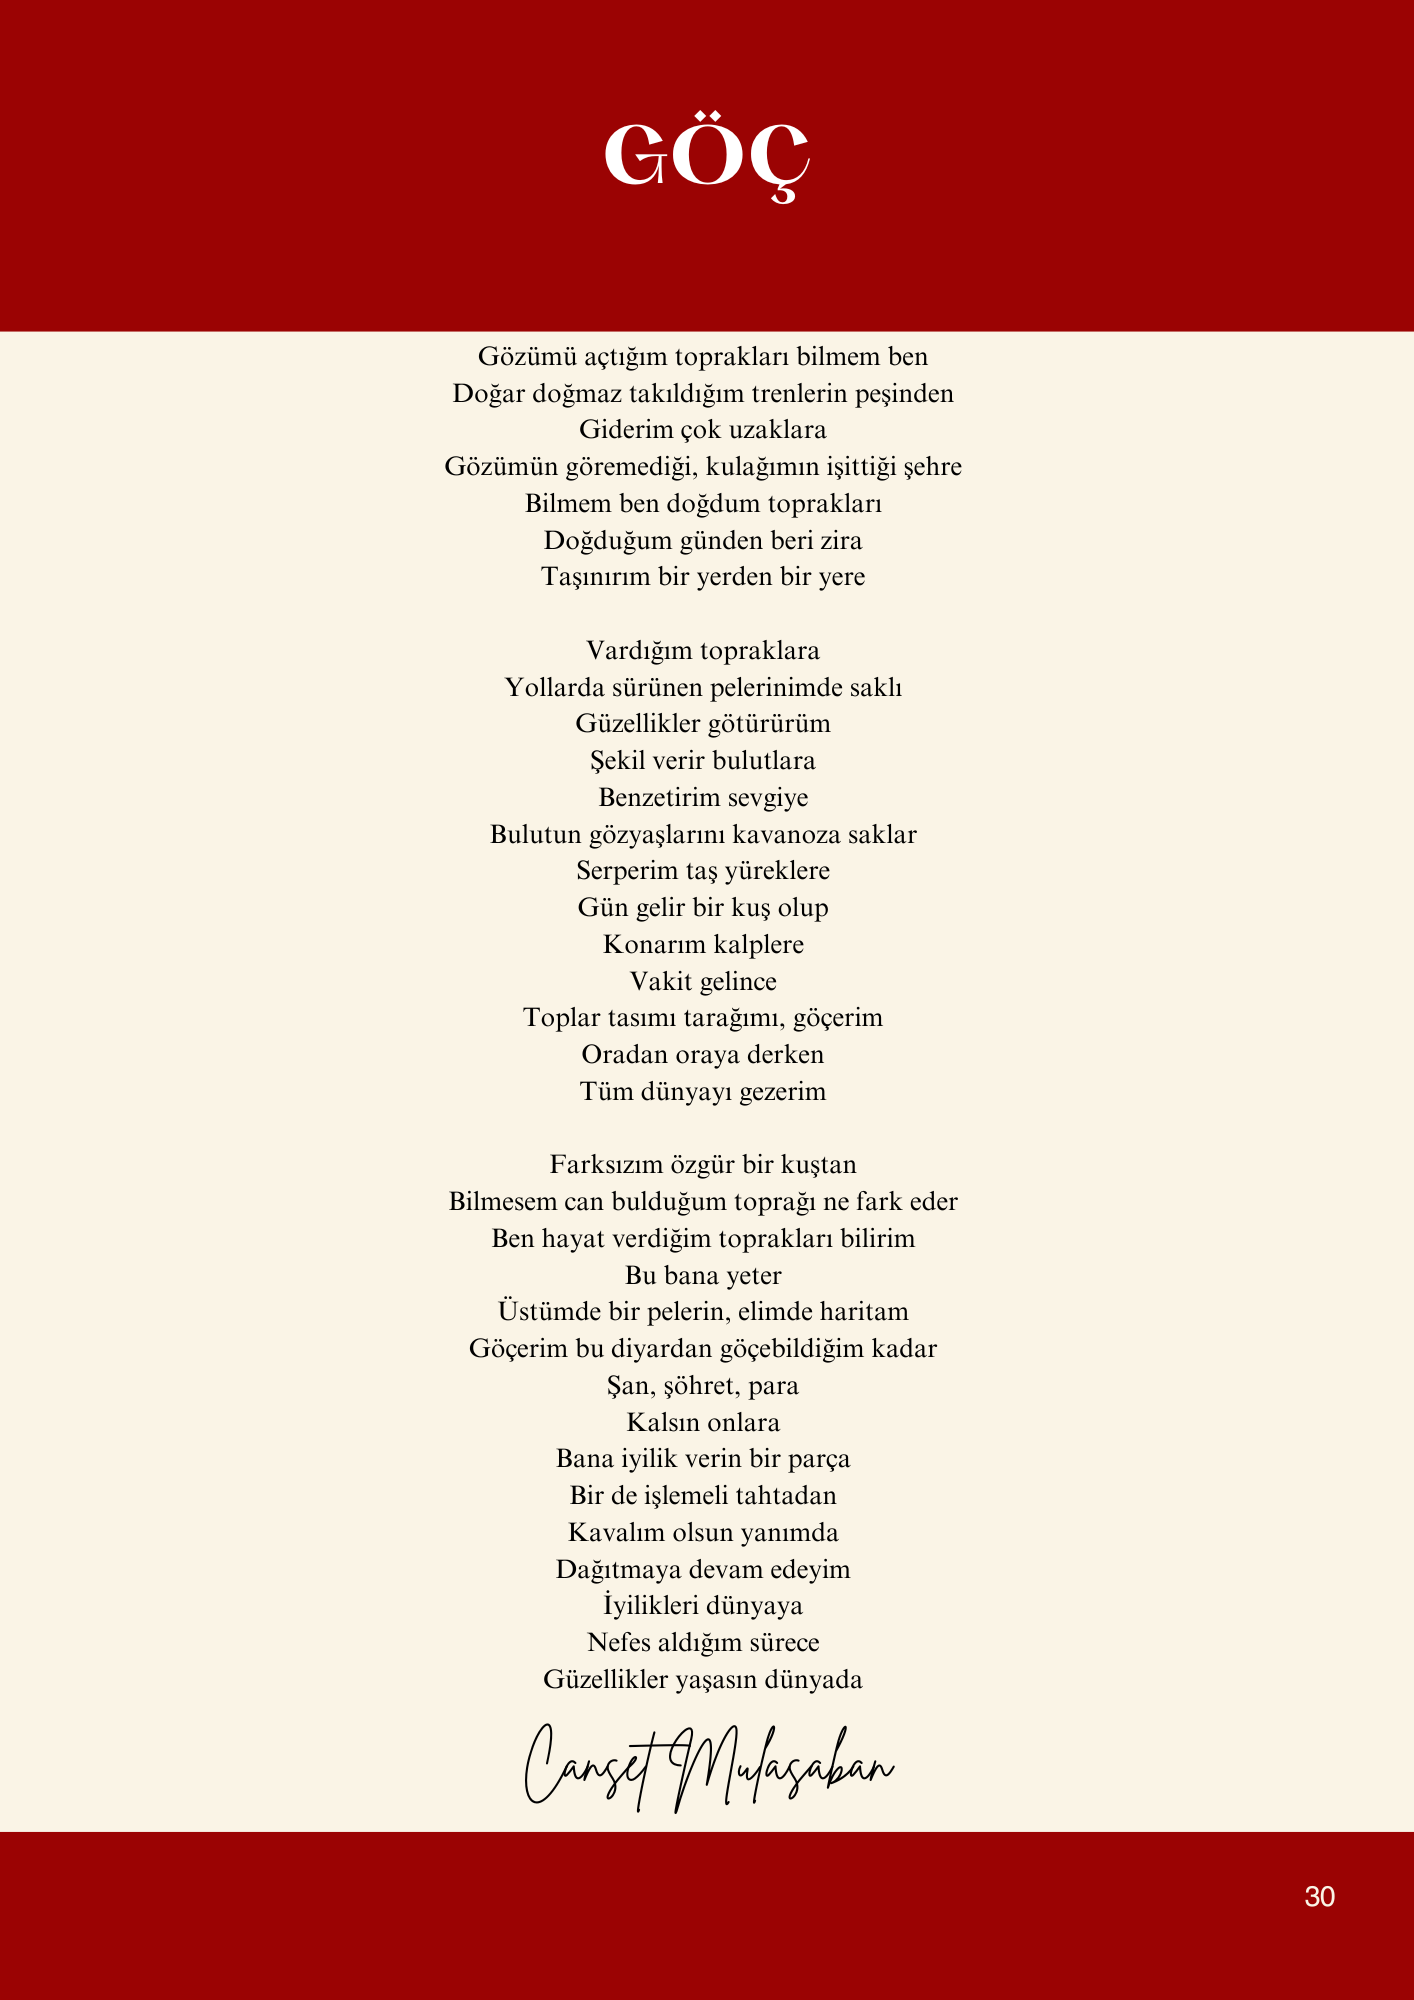 GÖÇ
Gözümü açtığım toprakları bilmem ben
Doğar doğmaz takıldığım trenlerin peşinden
Giderim çok uzaklara
Gözümün göremediği, kulağımın işittiği şehre
Bilmem ben doğdum toprakları
Doğduğum günden beri zira
Taşınırım bir yerden bir yere
Vardığım topraklara
Yollarda sürünen pelerinimde saklı
Güzellikler götürürüm
Şekil verir bulutlara
Benzetirim sevgiye
Bulutun gözyaşlarını kavanoza saklar
Serperim taş yüreklere
Gün gelir bir kuş olup
Konarım kalplere
Vakit gelince
Toplar tasımı tarağımı, göçerim
Oradan oraya derken
Tüm dünyayı gezerim
Farksızım özgür bir kuştan
Bilmesem can bulduğum toprağı ne fark eder
Ben hayat verdiğim toprakları bilirim
Bu bana yeter
Üstümde bir pelerin, elimde haritam
Göçerim bu diyardan göçebildiğim kadar
Şan, şöhret, para
Kalsın onlara
Bana iyilik verin bir parça
Bir de işlemeli tahtadan
Kavalım olsun yanımda
Dağıtmaya devam edeyim
İyilikleri dünyaya
Nefes aldığım sürece
Güzellikler yaşasın dünyada
Canset Mulasaban
30